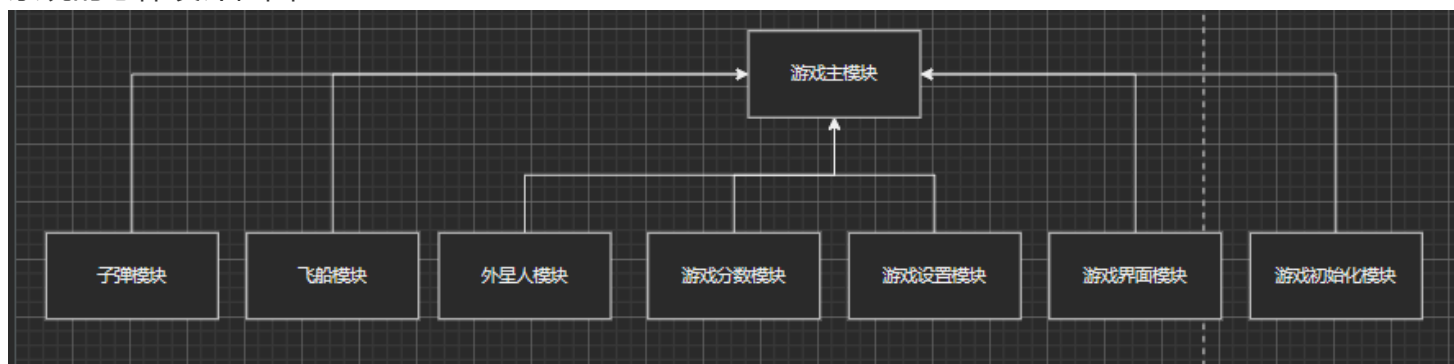 游戏主模块
子弹模块
飞船模块
外星人模块
游戏分数模块
游戏设置模块
游戏界面模块
游戏初始化模块